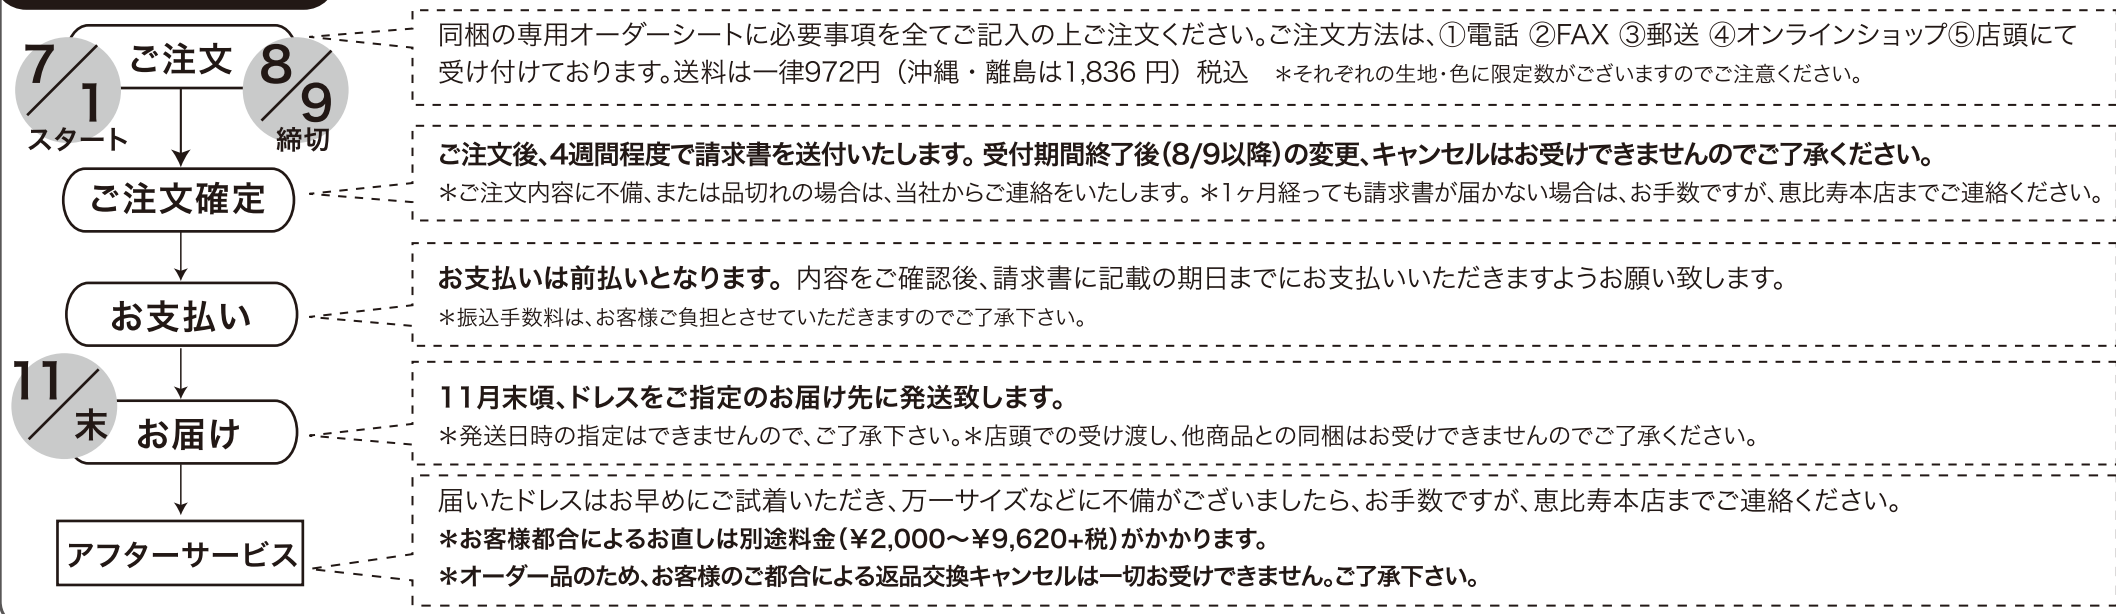 7/1
スタート
ご注文
8/9
締切
同梱の専用オーダーシートに必要事項を全てご記入の上ご注文ください。ご注文方法は、①電話 ②FAX ③郵送 ④オンラインショップ⑤店頭にて
受け付けております。送料は一律972円（沖縄・離島は1,836 円）税込　＊それぞれの生地・色に限定数がございますのでご注意ください。
ご注文確定
ご注文後、4週間程度で請求書を送付いたします。受付期間終了後（8/9以降）の変更、キャンセルはお受けできませんのでご了承ください。
＊ご注文内容に不備、または品切れの場合は、当社からご連絡をいたします。＊1ヶ月経っても請求書が届かない場合は、お手数ですが、恵比寿本店までご連絡ください。
お支払い
お支払いは前払いとなります。内容をご確認後、請求書に記載の期日までにお支払いいただきますようお願い致します。
＊振込手数料は、お客様ご負担とさせていただきますのでご了承下さい。
11/末
お届け
11月末頃、ドレスをご指定のお届け先に発送致します。
＊発送日時の指定はできませんので、ご了承下さい。＊店頭での受け渡し、他商品との同梱はお受けできませんのでご了承ください。
アフターサービス
届いたドレスはお早めにご試着いただき、万一サイズなどに不備がございましたら、お手数ですが、恵比寿本店までご連絡ください。
＊お客様都合によるお直しは別途料金（¥2,000〜¥9,620+税）がかかります。
＊オーダー品のため、お客様のご都合による返品交換キャンセルは一切お受けできません。ご了承下さい。